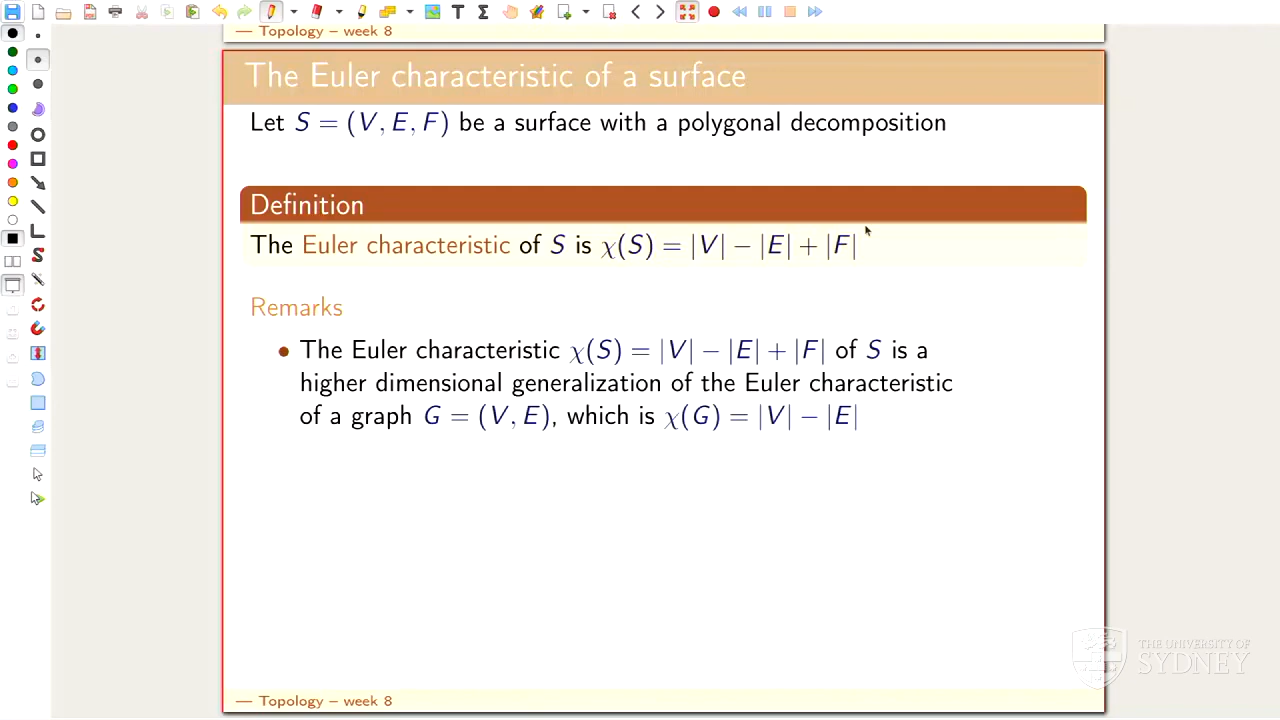 — Topology – week 8
The Euler characteristic of a surface
Let S = (V, E, F) be a surface with a polygonal decomposition
Definition
The Euler characteristic of S is χ(S) = |V| − |E| + |F|
Remarks
• The Euler characteristic χ(S) = |V| − |E| + |F| of S is a
higher dimensional generalization of the Euler characteristic
of a graph G = (V, E), which is χ(G) = |V| − |E|
THE UNIVERSITY OF
SYDNEY
— Topology – week 8